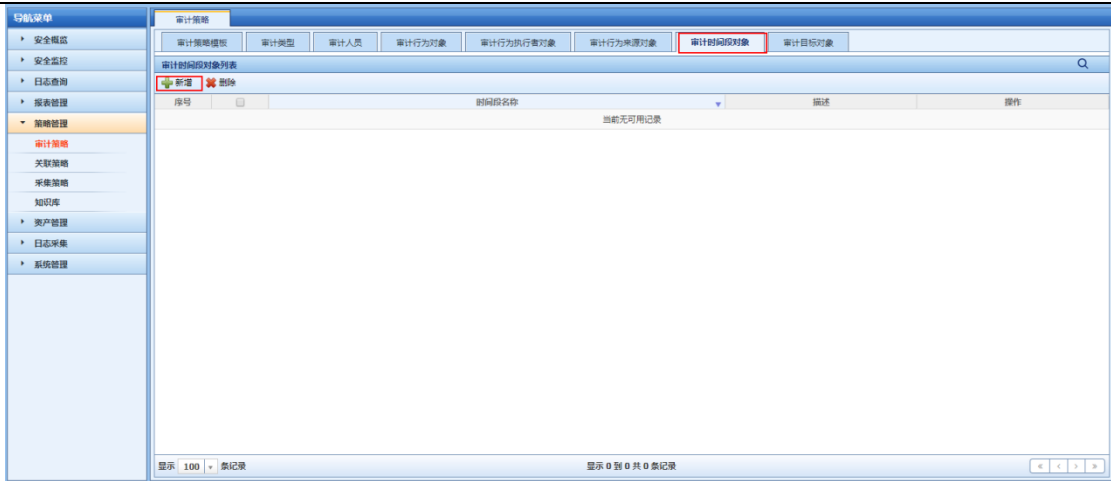 导航菜单
安全概览
安全监控
日志查询
报表管理
策略管理
审计策略
关联策略
采集策略
知识库
资产管理
日志采集
系统管理
审计策略
审计策略模板 审计类型 审计人员 审计行为对象 审计行为执行者对象 审计行为来源对象 审计时间段对象 审计目标对象
审计时间段对象列表
新增 删除
序号 时间段名称 描述 操作
当前无可用记录
显示 100 条记录 显示 0 到 0 共 0 条记录 « < > »